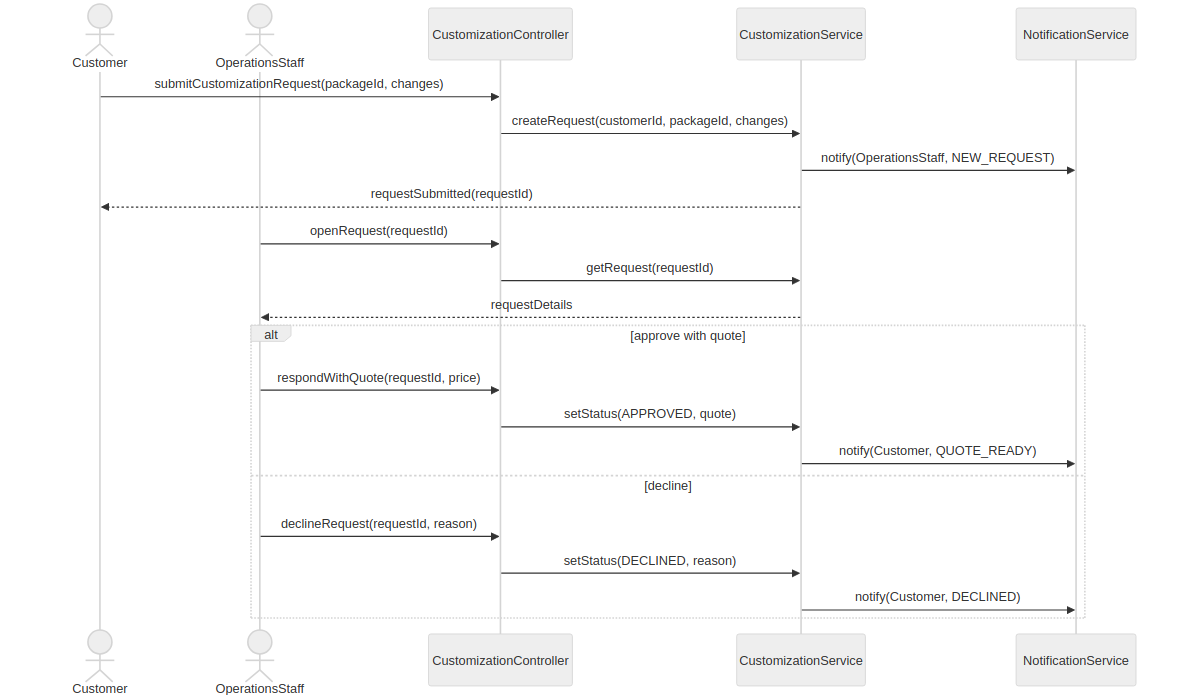 Customer
OperationsStaff
CustomizationController
CustomizationService
NotificationService
submitCustomizationRequest(packageId, changes)
createRequest(customerId, packageId, changes)
notify(OperationsStaff, NEW_REQUEST)
requestSubmitted(requestId)
openRequest(requestId)
getRequest(requestId)
requestDetails
alt
[approve with quote]
respondWithQuote(requestId, price)
setStatus(APPROVED, quote)
notify(Customer, QUOTE_READY)
[decline]
declineRequest(requestId, reason)
setStatus(DECLINED, reason)
notify(Customer, DECLINED)
Customer
OperationsStaff
CustomizationController
CustomizationService
NotificationService